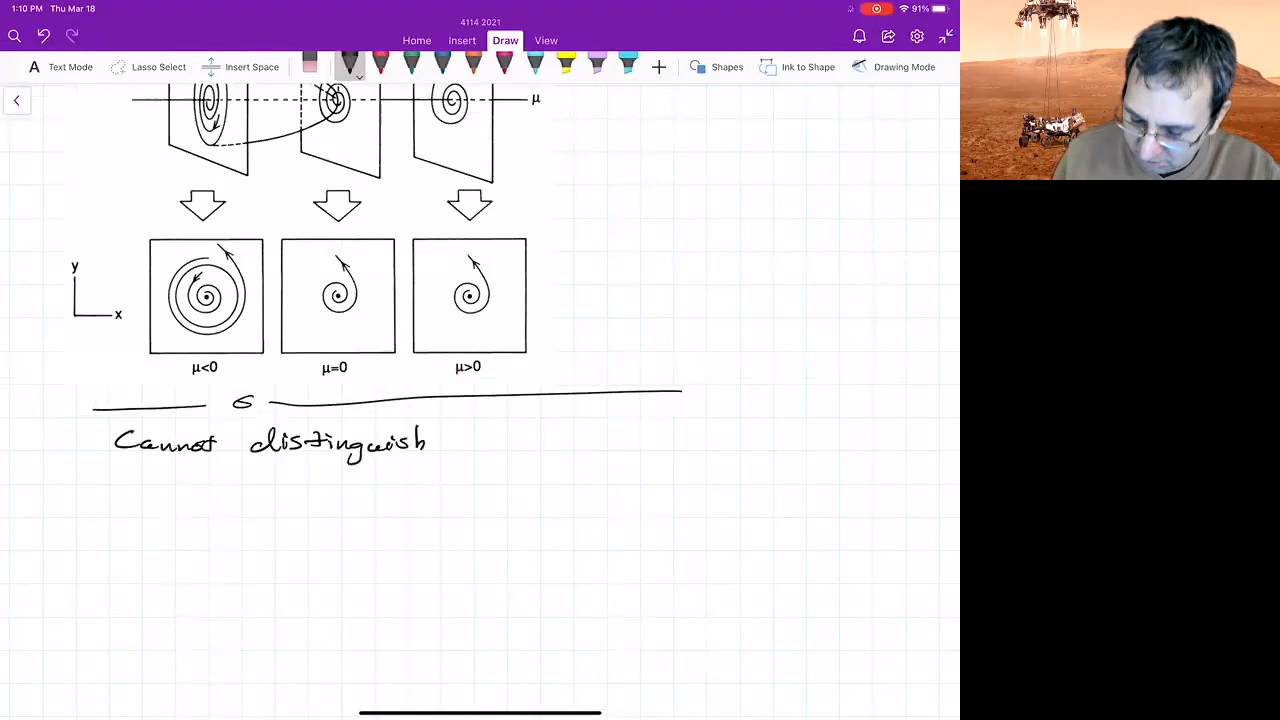 1:10 PM Thu Mar 18
91%
4114 2021
Home Insert Draw View
A Text Mode Lasso Select Insert Space Shapes Ink to Shape Drawing Mode
μ
y
x
μ<0 μ=0 μ>0
Cannot distinguish